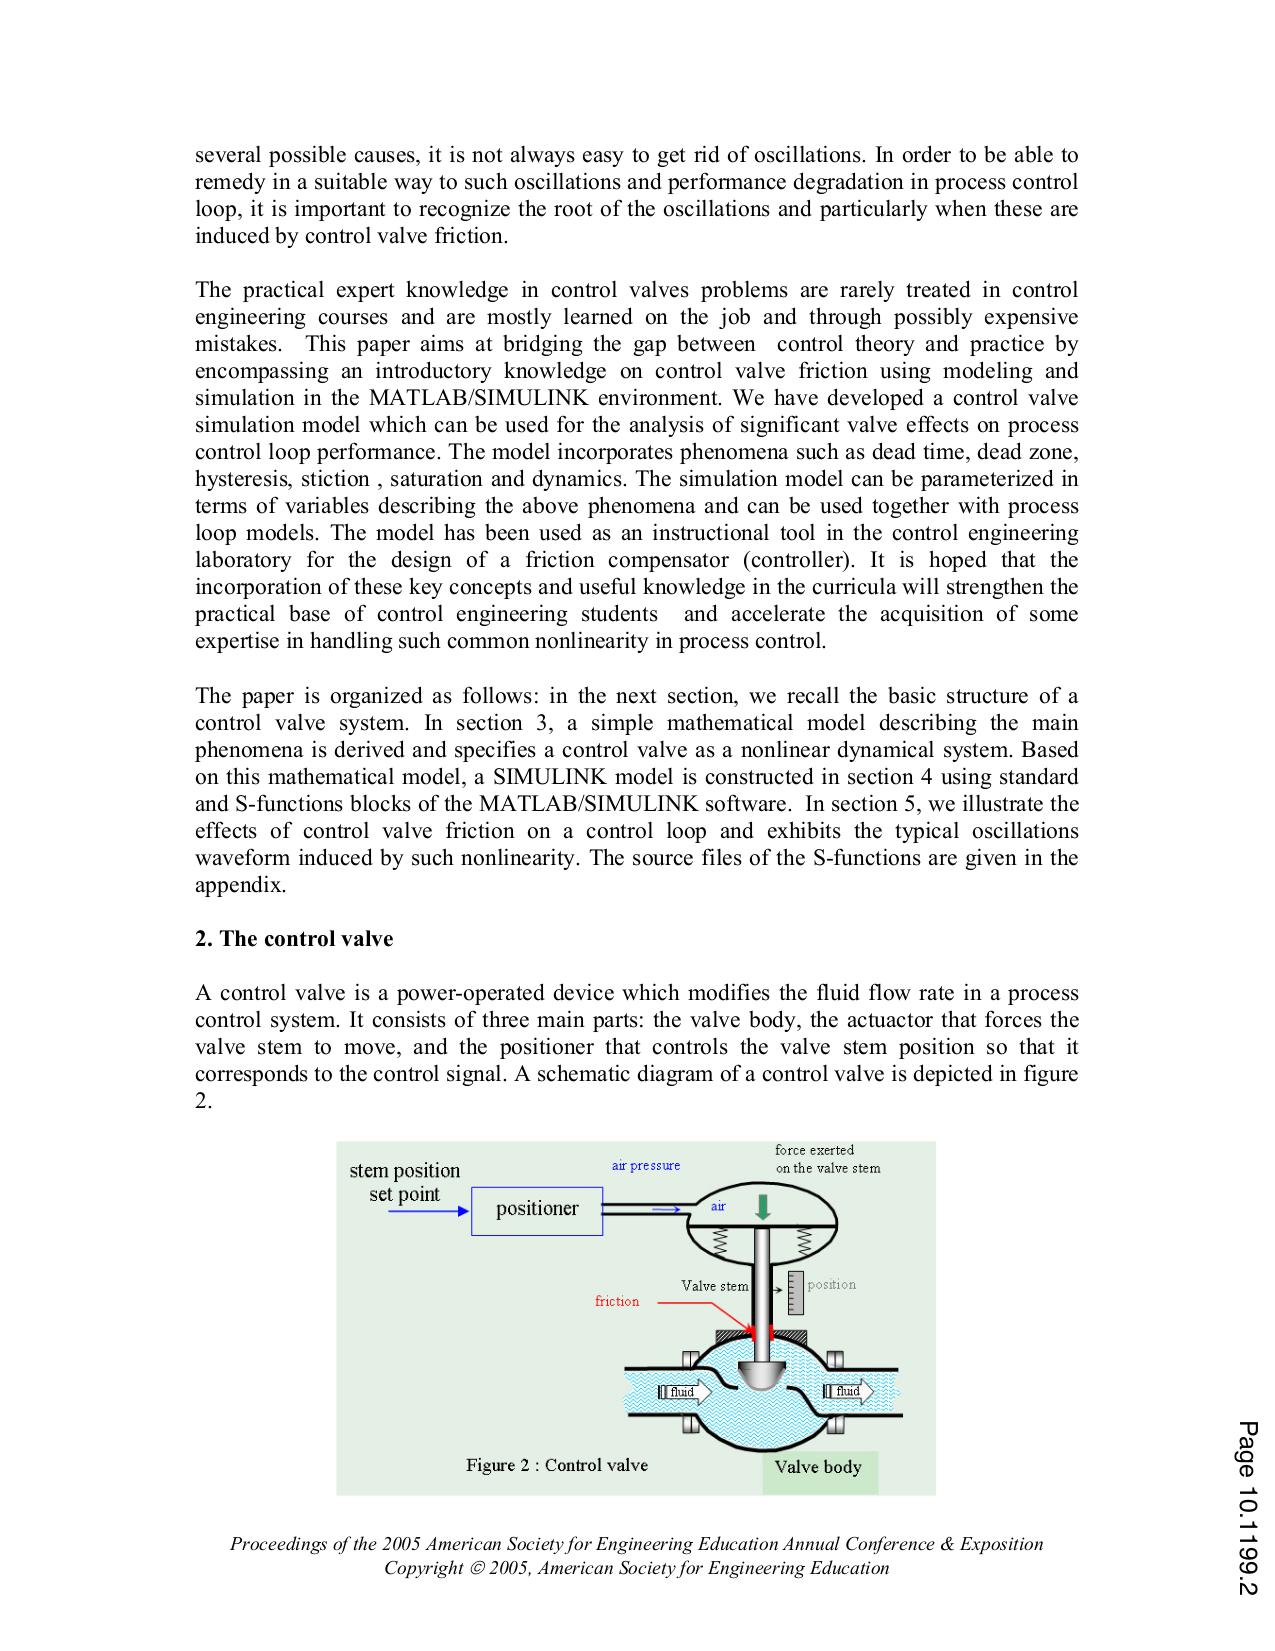 several possible causes, it is not always easy to get rid of oscillations. In order to be able to
remedy in a suitable way to such oscillations and performance degradation in process control
loop, it is important to recognize the root of the oscillations and particularly when these are
induced by control valve friction.
The practical expert knowledge in control valves problems are rarely treated in control
engineering courses and are mostly learned on the job and through possibly expensive
mistakes.  This paper aims at bridging the gap between  control theory and practice by
encompassing an introductory knowledge on control valve friction using modeling and
simulation in the MATLAB/SIMULINK environment. We have developed a control valve
simulation model which can be used for the analysis of significant valve effects on process
control loop performance. The model incorporates phenomena such as dead time, dead zone,
hysteresis, stiction , saturation and dynamics. The simulation model can be parameterized in
terms of variables describing the above phenomena and can be used together with process
loop models. The model has been used as an instructional tool in the control engineering
laboratory for the design of a friction compensator (controller). It is hoped that the
incorporation of these key concepts and useful knowledge in the curricula will strengthen the
practical base of control engineering students  and accelerate the acquisition of some
expertise in handling such common nonlinearity in process control.
The paper is organized as follows: in the next section, we recall the basic structure of a
control valve system. In section 3, a simple mathematical model describing the main
phenomena is derived and specifies a control valve as a nonlinear dynamical system. Based
on this mathematical model, a SIMULINK model is constructed in section 4 using standard
and S-functions blocks of the MATLAB/SIMULINK software.  In section 5, we illustrate the
effects of control valve friction on a control loop and exhibits the typical oscillations
waveform induced by such nonlinearity. The source files of the S-functions are given in the
appendix.
2. The control valve
A control valve is a power-operated device which modifies the fluid flow rate in a process
control system. It consists of three main parts: the valve body, the actuactor that forces the
valve stem to move, and the positioner that controls the valve stem position so that it
corresponds to the control signal. A schematic diagram of a control valve is depicted in figure
2.
force exerted
on the valve stem
air pressure
stem position
set point
positioner
air
Valve stem
position
friction
fluid
fluid
Figure 2 : Control valve
Valve body
Proceedings of the 2005 American Society for Engineering Education Annual Conference & Exposition
Copyright © 2005, American Society for Engineering Education
Page 10.1199.2